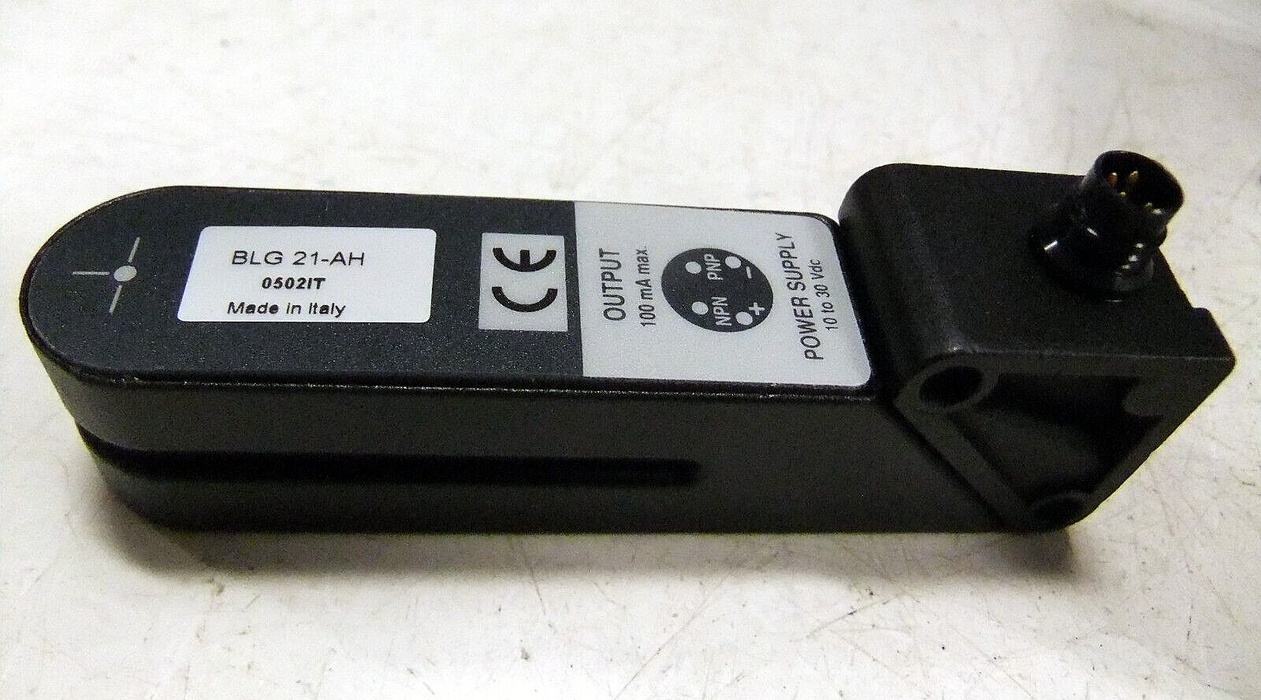 BLG 21-AH
0502IT
Made in Italy
CE
OUTPUT
100 mA max.
NPN PNP
+ -
POWER SUPPLY
10 to 30 Vdc